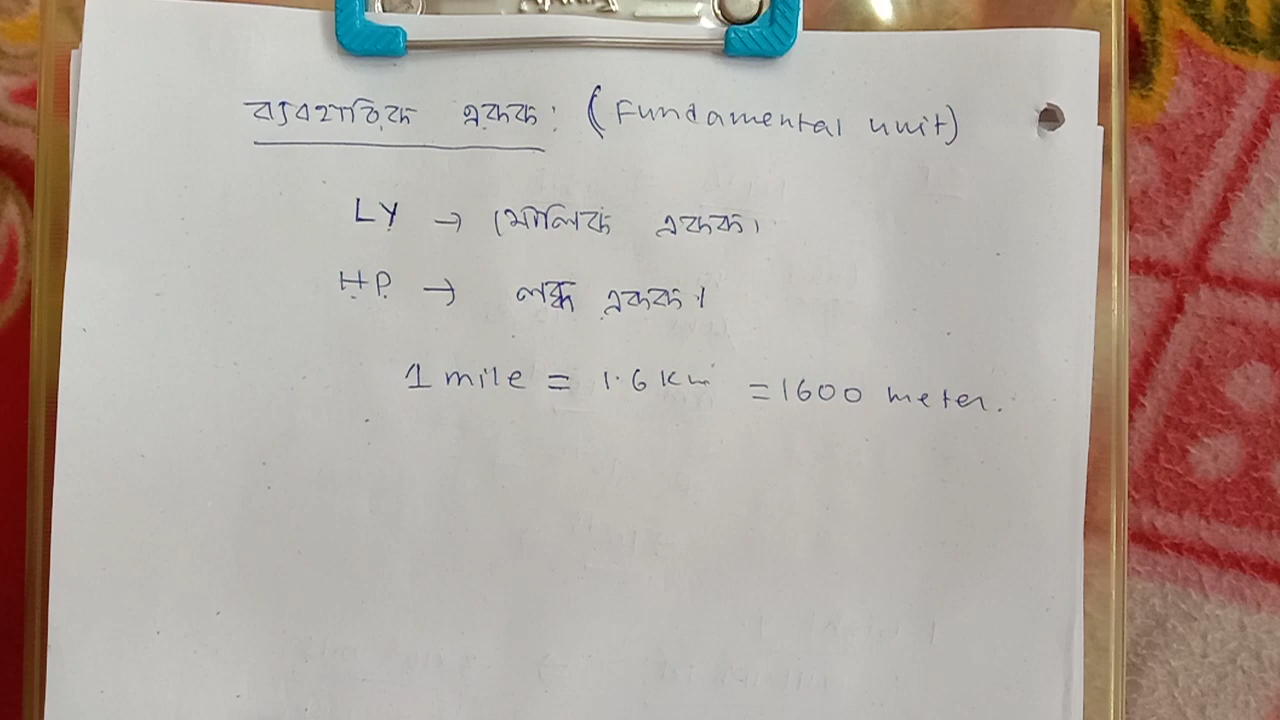 ব্যবহারিক একক: (Fundamental unit)
LY → মৌলিক একক।
HP → লব্ধ একক।
1 mile = 1.6 Km = 1600 meter.